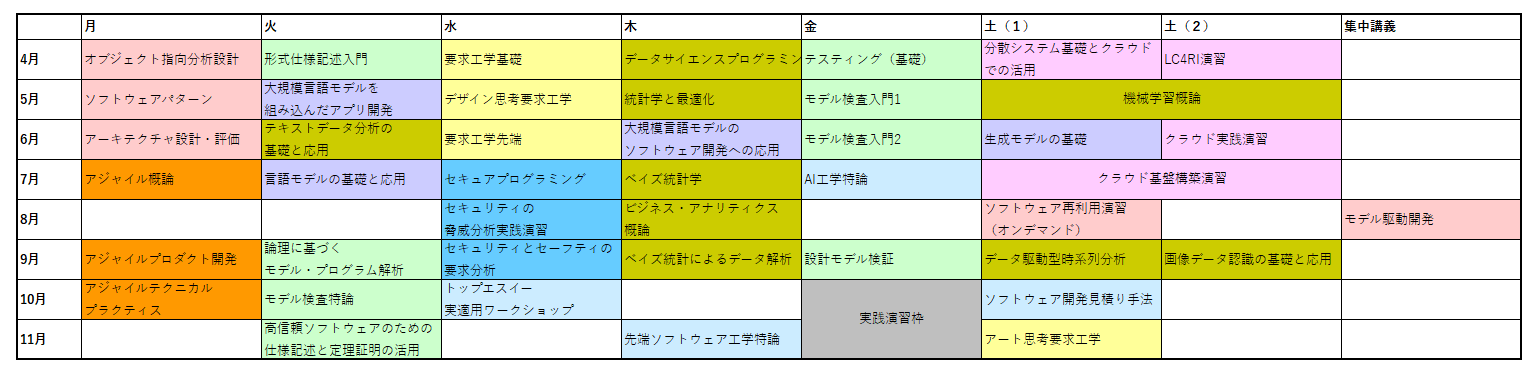 月 火 水 木 金 土（１） 土（２） 集中講義
4月 オブジェクト指向分析設計 形式仕様記述入門 要求工学基礎 データサイエンスプログラミン テスティング（基礎） 分散システム基礎とクラウド LC4RI演習
での活用
5月 ソフトウェアパターン 大規模言語モデルを デザイン思考要求工学 統計学と最適化 モデル検査入門1 機械学習概論
組み込んだアプリ開発
6月 アーキテクチャ設計・評価 テキストデータ分析の 要求工学先端 大規模言語モデルの モデル検査入門2 生成モデルの基礎 クラウド実践演習
基礎と応用 ソフトウェア開発への応用
7月 アジャイル概論 言語モデルの基礎と応用 セキュアプログラミング ベイズ統計学 AI工学特論 クラウド基盤構築演習
8月 セキュリティの ビジネス・アナリティクス ソフトウェア再利用演習 モデル駆動開発
脅威分析実践演習 概論 （オンデマンド）
9月 アジャイルプロダクト開発 論理に基づく セキュリティとセーフティの ベイズ統計によるデータ解析 設計モデル検証 データ駆動型時系列分析 画像データ認識の基礎と応用
モデル・プログラム解析 要求分析
10月 アジャイルテクニカル モデル検査特論 トップエスイー 実践演習枠 ソフトウェア開発見積り手法
プラクティス 実適用ワークショップ
11月 高信頼ソフトウェアのための 先端ソフトウェア工学特論 アート思考要求工学
仕様記述と定理証明の活用